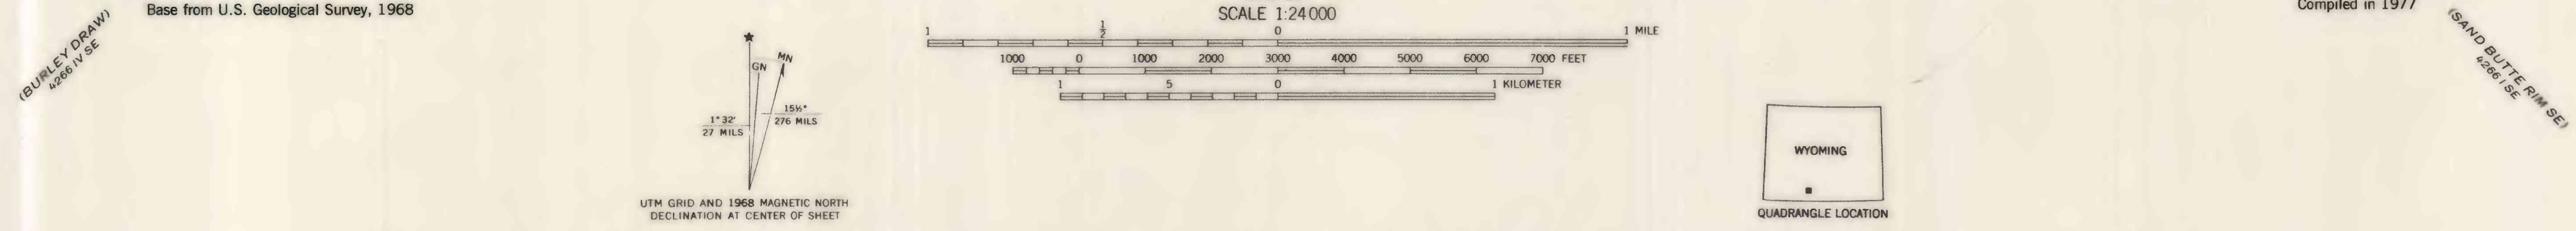 Base from U.S. Geological Survey, 1968
SCALE 1:24 000
Compiled in 1977
(BURLEY DRAW)
4266 IV SE
(SAND BUTTE RIM SE)
4266 I SE
1 1/2 0 1 MILE
1000 0 1000 2000 3000 4000 5000 6000 7000 FEET
1 5 0 1 KILOMETER
★
GN
MN
1°32'
27 MILS
15½°
276 MILS
UTM GRID AND 1968 MAGNETIC NORTH
DECLINATION AT CENTER OF SHEET
WYOMING
QUADRANGLE LOCATION